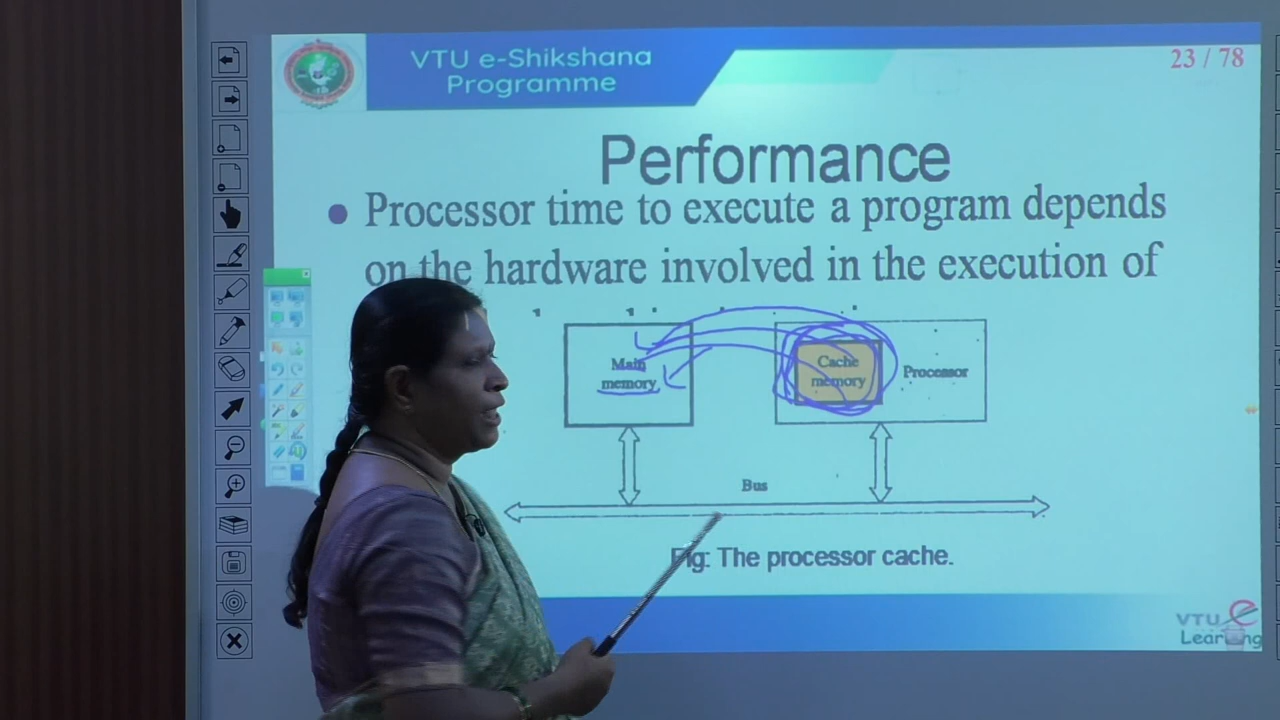 VTU e-Shikshana
Programme
23 / 78
Performance
Processor time to execute a program depends
on the hardware involved in the execution of
Main
memory
Cache
memory
Processor
Bus
Fig: The processor cache.
VTU e
Learning